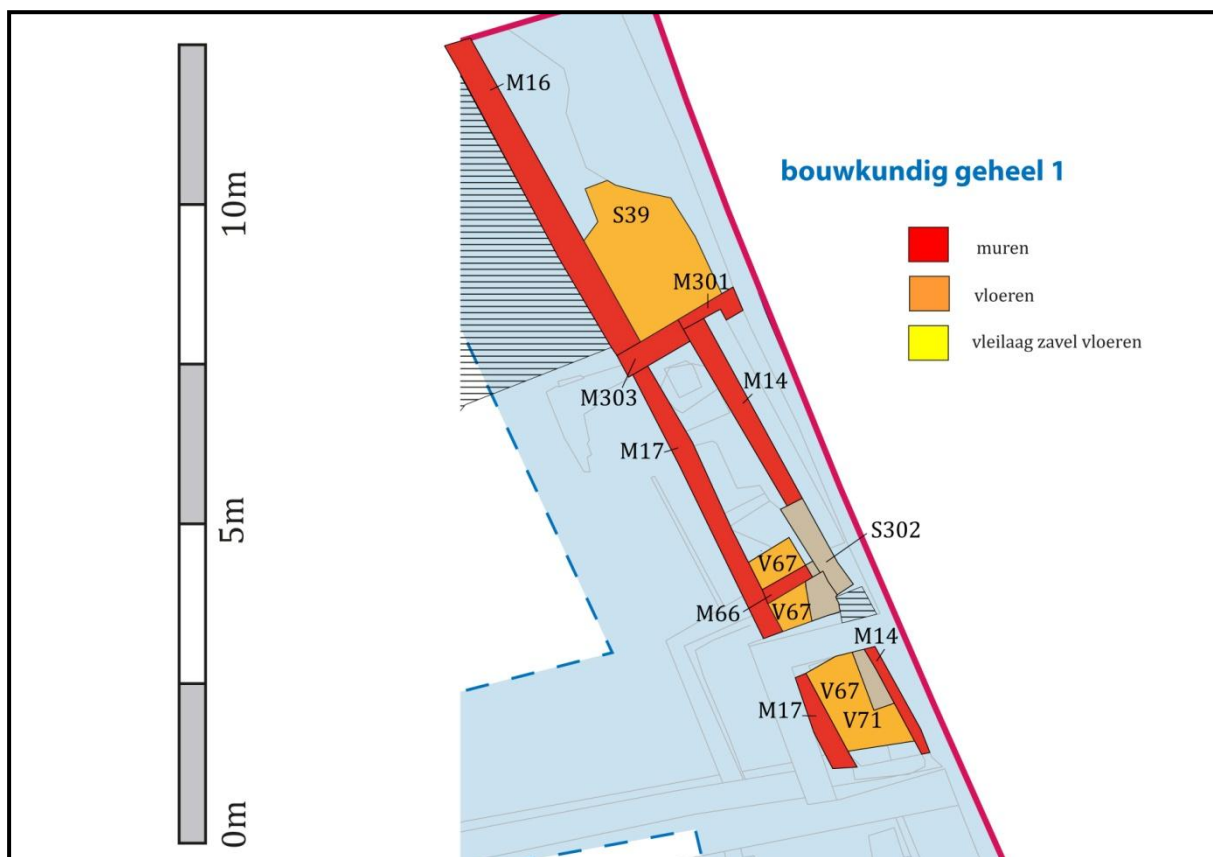 M16
10m
bouwkundig geheel 1
S39
muren
M301
vloeren
vleilaag zavel vloeren
M14
M303
M17
5m
S302
V67
V67
M66
M14
V67
M17
V71
0m